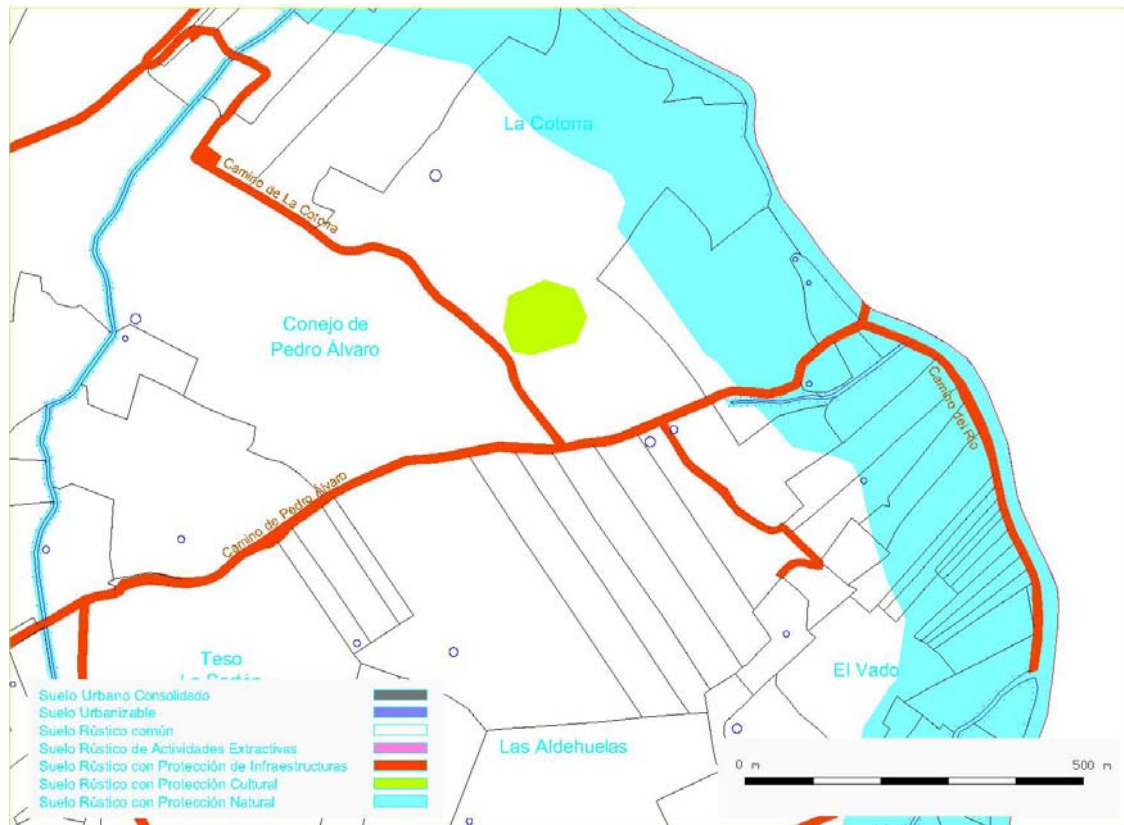 La Cotorra
Camino de La Cotorra
Conejo de
Pedro Álvaro
Camino del Río
Camino de Pedro Álvaro
Teso
El Vado
Las Aldehuelas
Suelo Urbano Consolidado
Suelo Urbanizable
Suelo Rústico común
Suelo Rústico de Actividades Extractivas
Suelo Rústico con Protección de Infraestructuras
Suelo Rústico con Protección Cultural
Suelo Rústico con Protección Natural
0 m 500 m